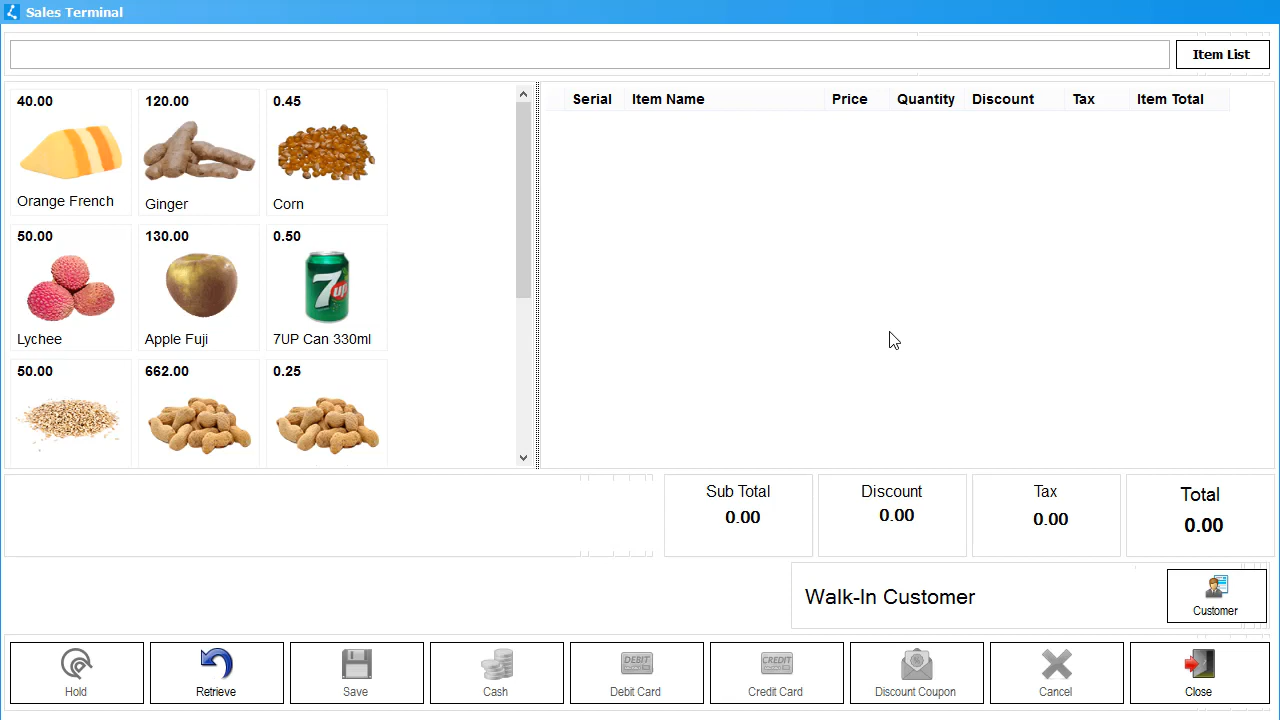 Sales Terminal
Item List
40.00
120.00
0.45
Orange French
Ginger
Corn
50.00
130.00
0.50
7up
Lychee
Apple Fuji
7UP Can 330ml
50.00
662.00
0.25
Serial Item Name Price Quantity Discount Tax Item Total
Sub Total
0.00
Discount
0.00
Tax
0.00
Total
0.00
Walk-In Customer
Customer
Hold
Retrieve
Save
Cash
DEBIT
Debit Card
CREDIT
Credit Card
Discount Coupon
Cancel
Close